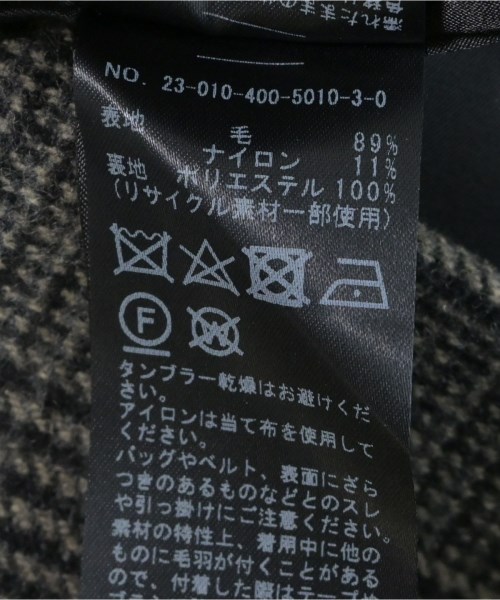 濡れたままの
NO. 23-010-400-5010-3-0
表地 毛 89%
ナイロン 11%
裏地 ポリエステル 100%
(リサイクル素材一部使用)
F W
タンブラー乾燥はお避けくだ
さい。
アイロンは当て布を使用して
ください。
バッグやベルト、表面にざら
つきのあるものなどとのスレ
や引っ掛けにご注意ください。
素材の特性上、着用中に他の
ものに毛羽が付くことがある
ので、付着した際はテープや